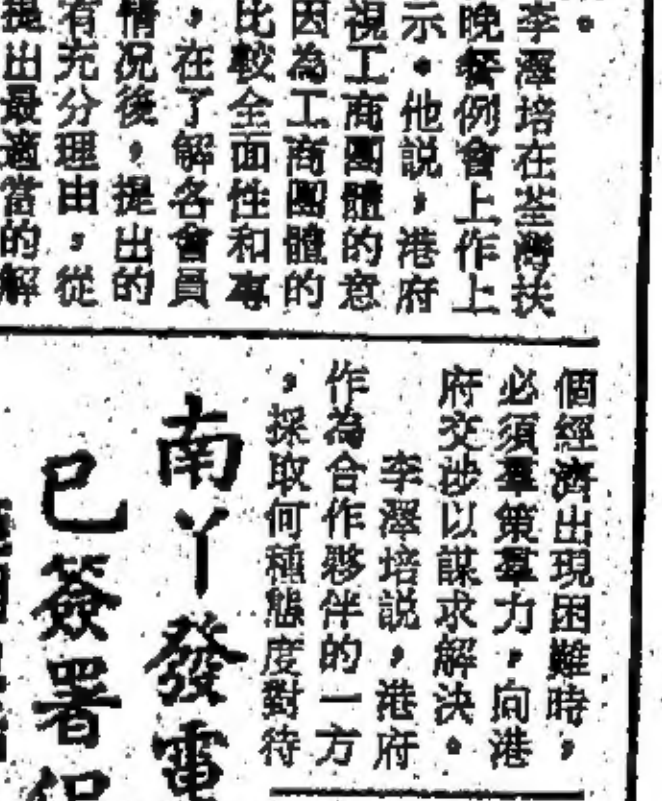 。
李澤培在荃灣扶
晚餐例會上作上
示。他説,港府
視工商團體的意
因為工商團體的
比較全面性和專
,在了解各會員
情況後,提出的
有充分理由,從
提出最適當的解
個經濟出現困難時,
必須羣策羣力,向港
府交涉以謀求解決。
李澤培説,港府
作為合作夥伴的一方
,採取何種態度對待
南丫發電
已簽署